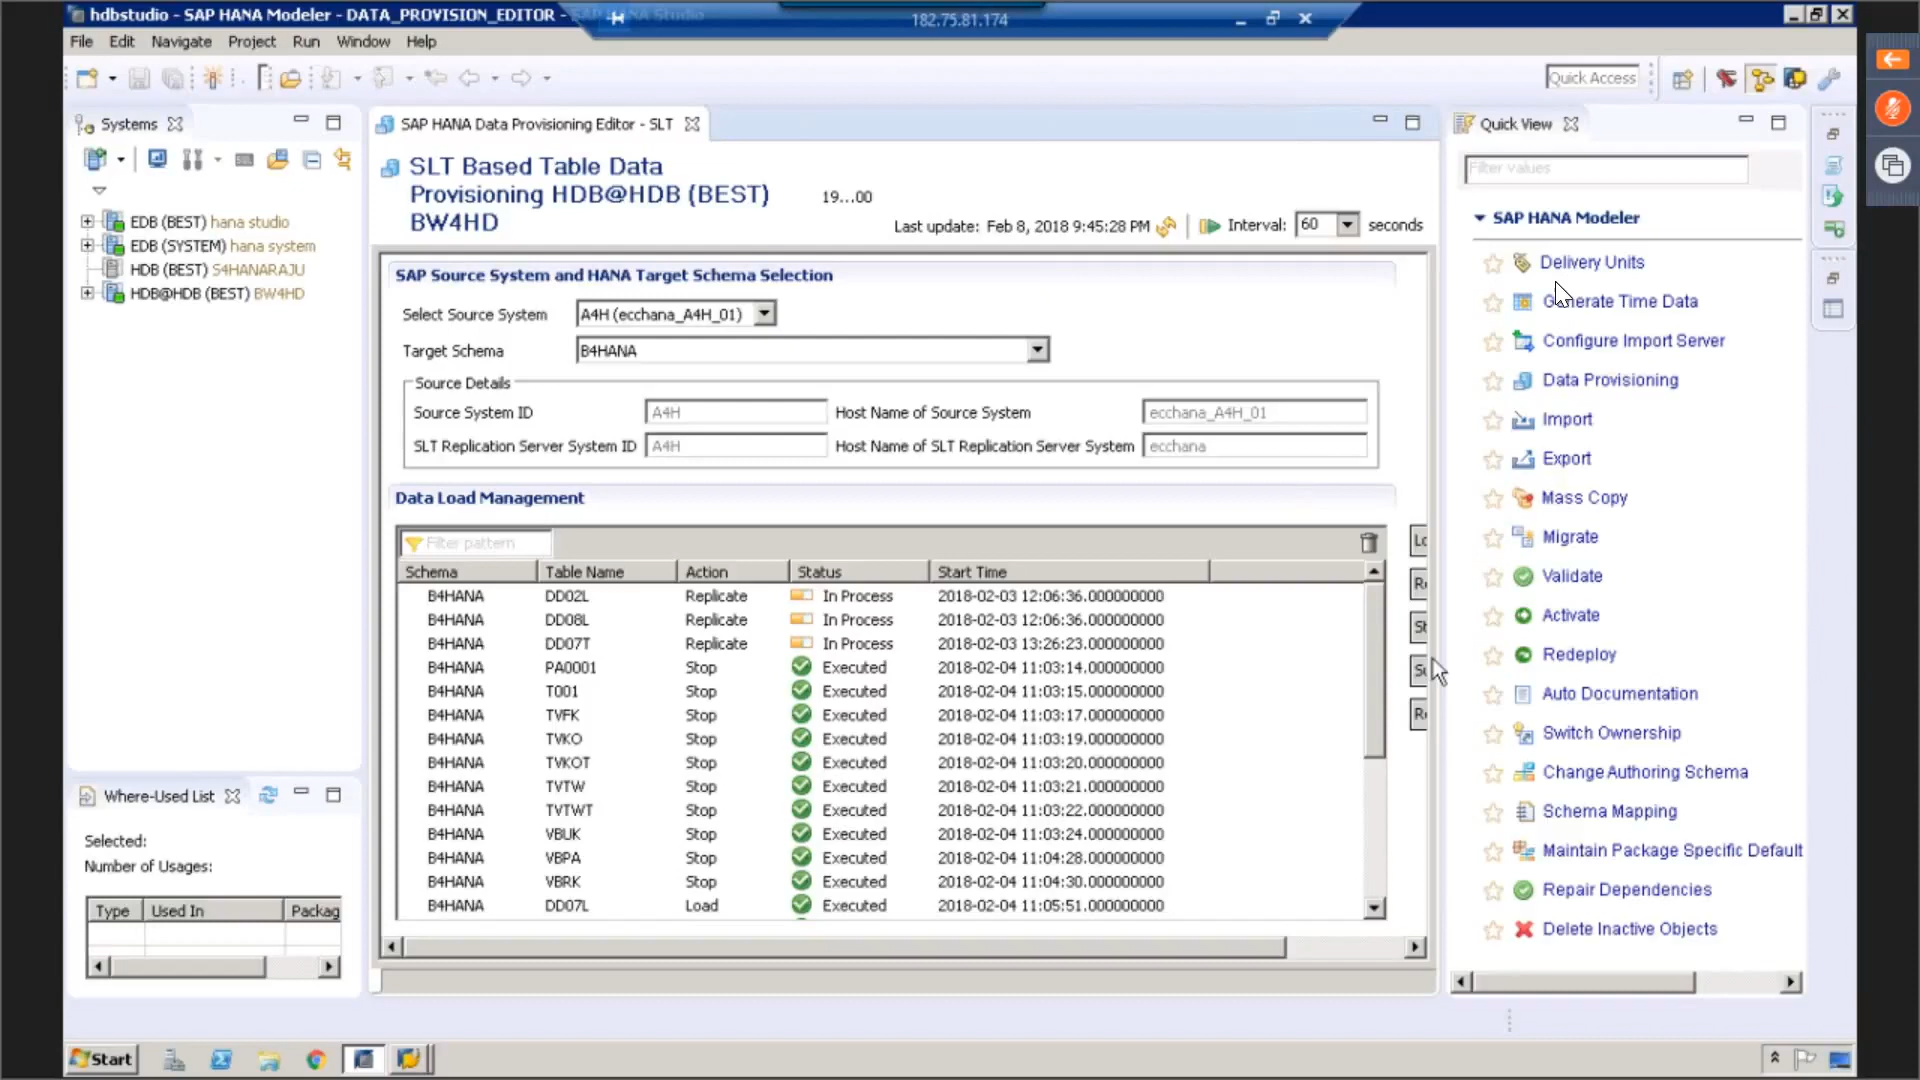 hdbstudio - SAP HANA Modeler - DATA_PROVISION_EDITOR - SAP HANA Studio
182.75.81.174
File Edit Navigate Project Run Window Help
Quick Access
Systems
EDB (BEST) hana studio
EDB (SYSTEM) hana system
HDB (BEST) S4HANARAJU
HDB@HDB (BEST) BW4HD
Where-Used List
Selected:
Number of Usages:
Type Used In Packag
SAP HANA Data Provisioning Editor - SLT
SLT Based Table Data
Provisioning HDB@HDB (BEST)
BW4HD
19...00
Last update: Feb 8, 2018 9:45:28 PM Interval: 60 seconds
SAP Source System and HANA Target Schema Selection
Select Source System A4H (ecchana_A4H_01)
Target Schema B4HANA
Source Details
Source System ID A4H Host Name of Source System ecchana_A4H_01
SLT Replication Server System ID A4H Host Name of SLT Replication Server System ecchana
Data Load Management
Filter pattern
Schema Table Name Action Status Start Time
B4HANA DD02L Replicate In Process 2018-02-03 12:06:36.000000000
B4HANA DD08L Replicate In Process 2018-02-03 12:06:36.000000000
B4HANA DD07T Replicate In Process 2018-02-03 13:26:23.000000000
B4HANA PA0001 Stop Executed 2018-02-04 11:03:14.000000000
B4HANA T001 Stop Executed 2018-02-04 11:03:15.000000000
B4HANA TVFK Stop Executed 2018-02-04 11:03:17.000000000
B4HANA TVKO Stop Executed 2018-02-04 11:03:19.000000000
B4HANA TVKOT Stop Executed 2018-02-04 11:03:20.000000000
B4HANA TVTW Stop Executed 2018-02-04 11:03:21.000000000
B4HANA TVTWT Stop Executed 2018-02-04 11:03:22.000000000
B4HANA VBUK Stop Executed 2018-02-04 11:03:24.000000000
B4HANA VBPA Stop Executed 2018-02-04 11:04:28.000000000
B4HANA VBRK Stop Executed 2018-02-04 11:04:30.000000000
B4HANA DD07L Load Executed 2018-02-04 11:05:51.000000000
Lo
Re
St
Su
Re
Quick View
Filter values
SAP HANA Modeler
Delivery Units
Generate Time Data
Configure Import Server
Data Provisioning
Import
Export
Mass Copy
Migrate
Validate
Activate
Redeploy
Auto Documentation
Switch Ownership
Change Authoring Schema
Schema Mapping
Maintain Package Specific Default
Repair Dependencies
Delete Inactive Objects
Start